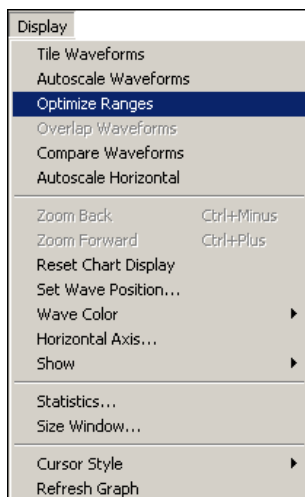 Display
Tile Waveforms
Autoscale Waveforms
Optimize Ranges
Overlap Waveforms
Compare Waveforms
Autoscale Horizontal
Zoom Back Ctrl+Minus
Zoom Forward Ctrl+Plus
Reset Chart Display
Set Wave Position...
Wave Color
Horizontal Axis...
Show
Statistics...
Size Window...
Cursor Style
Refresh Graph